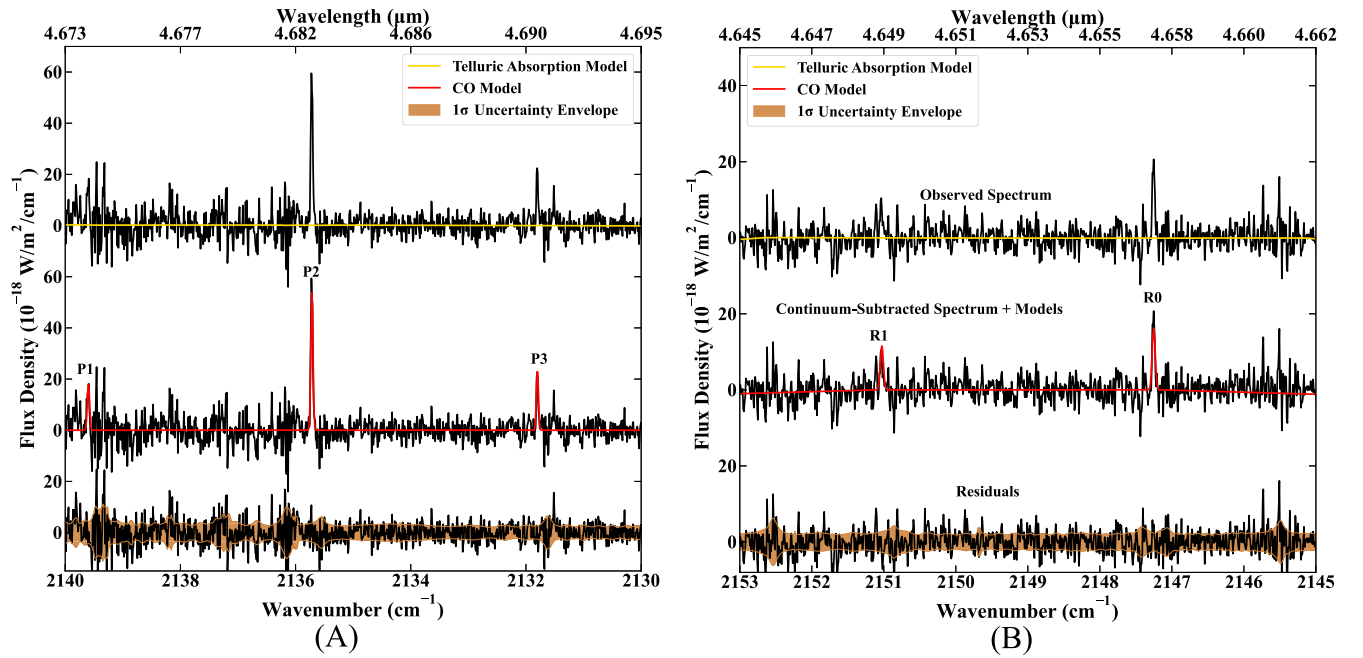 (A)
Wavelength (μm)
4.673 4.677 4.682 4.686 4.690 4.695
Telluric Absorption Model
CO Model
1σ Uncertainty Envelope
60
40
20
0
60
40
20
0
20
0
P1
P2
P3
Flux Density (10⁻¹⁸ W/m²/cm⁻¹)
2140 2138 2136 2134 2132 2130
Wavenumber (cm⁻¹)
(A)
(B)
Wavelength (μm)
4.645 4.647 4.649 4.651 4.653 4.656 4.658 4.660 4.662
Telluric Absorption Model
CO Model
1σ Uncertainty Envelope
40
20
0
20
0
20
0
Observed Spectrum
Continuum-Subtracted Spectrum + Models
R1
R0
Residuals
Flux Density (10⁻¹⁸ W/m²/cm⁻¹)
2153 2152 2151 2150 2149 2148 2147 2146 2145
Wavenumber (cm⁻¹)
(B)